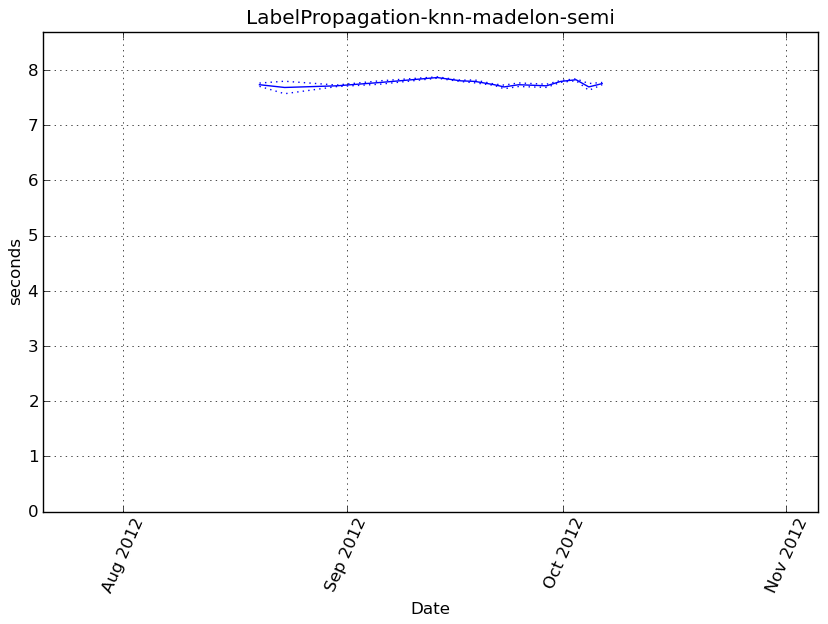 LabelPropagation-knn-madelon-semi
8
7
6
5
4
3
2
1
0
seconds
Aug 2012
Sep 2012
Oct 2012
Nov 2012
Date